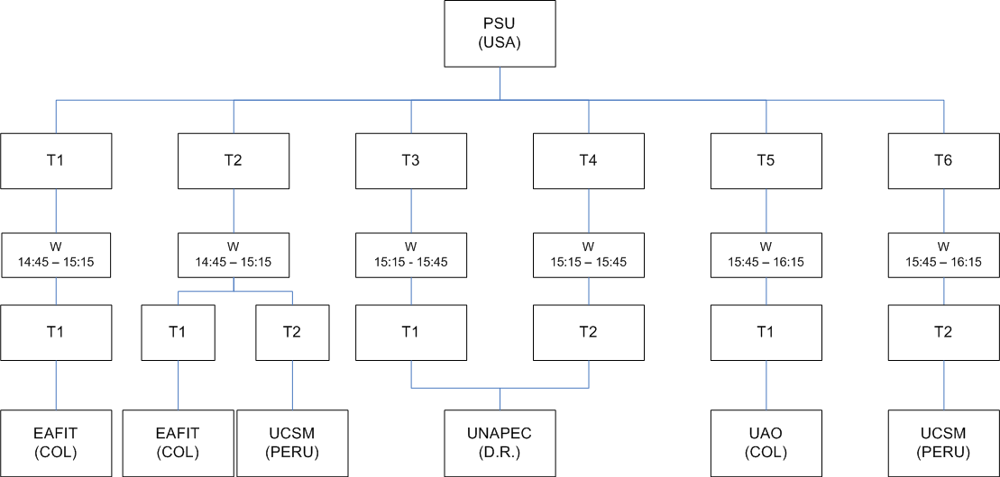 PSU
(USA)
T1
T2
T3
T4
T5
T6
W
14:45 – 15:15
W
14:45 – 15:15
W
15:15 - 15:45
W
15:15 – 15:45
W
15:45 – 16:15
W
15:45 – 16:15
T1
T1
T2
T1
T2
T1
T2
EAFIT
(COL)
EAFIT
(COL)
UCSM
(PERU)
UNAPEC
(D.R.)
UAO
(COL)
UCSM
(PERU)